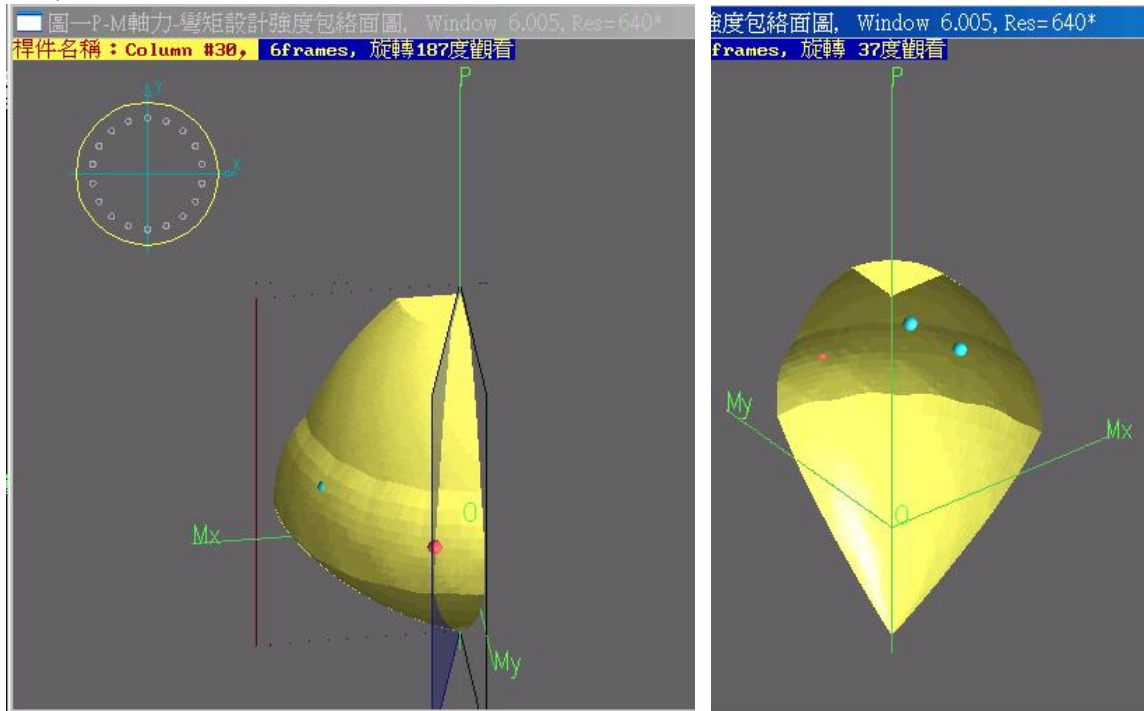 圖一P-M軸力-彎矩設計強度包絡面圖, Window 6.005, Res=640*
桿件名稱：Column #30, 6frames, 旋轉187度觀看
P
Y
X
O
Mx
My
強度包絡面圖, Window 6.005, Res=640*
frames, 旋轉 37度觀看
P
My
Mx
O